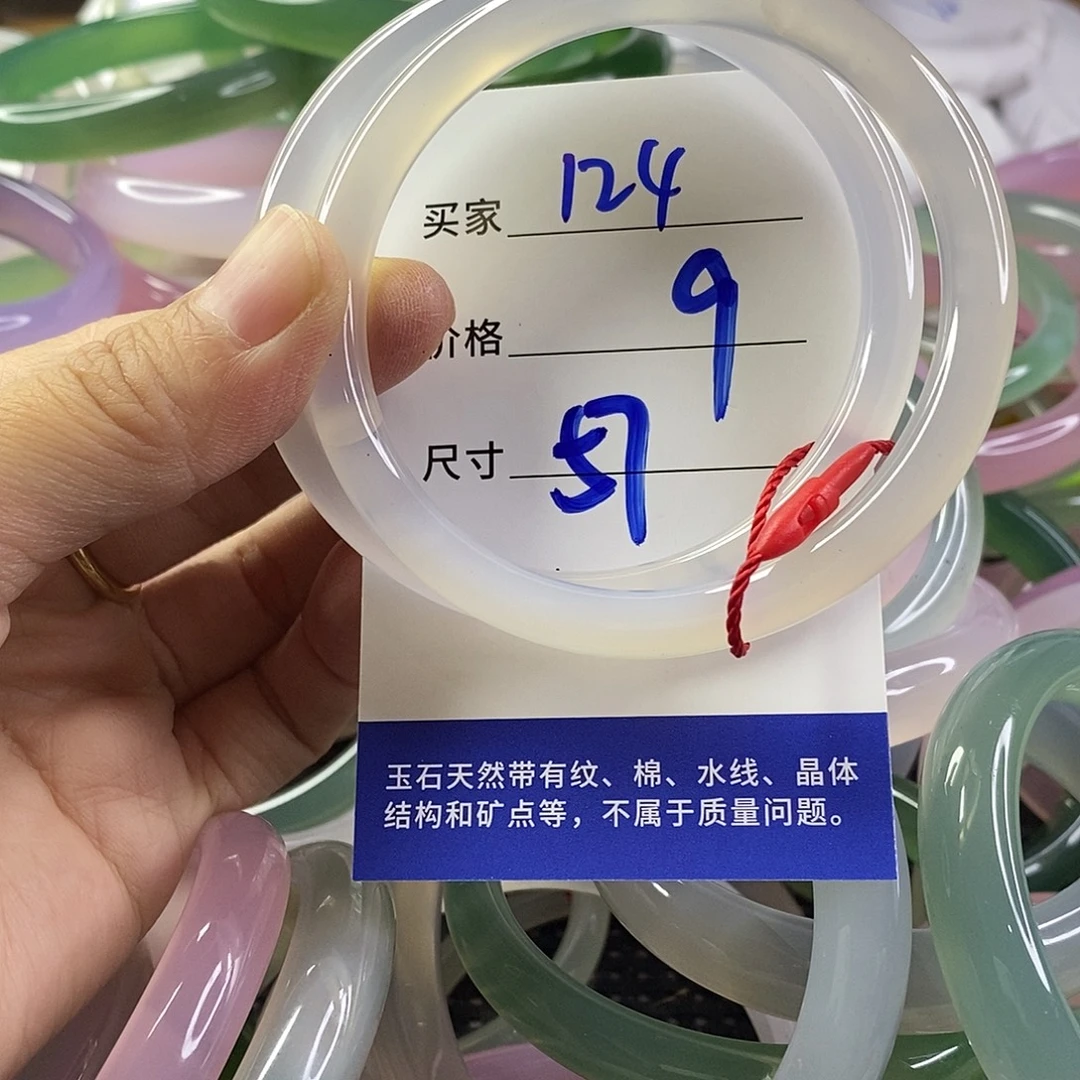 买家 124
价格 9
尺寸 57
玉石天然带有纹、棉、水线、晶体
结构和矿点等，不属于质量问题。